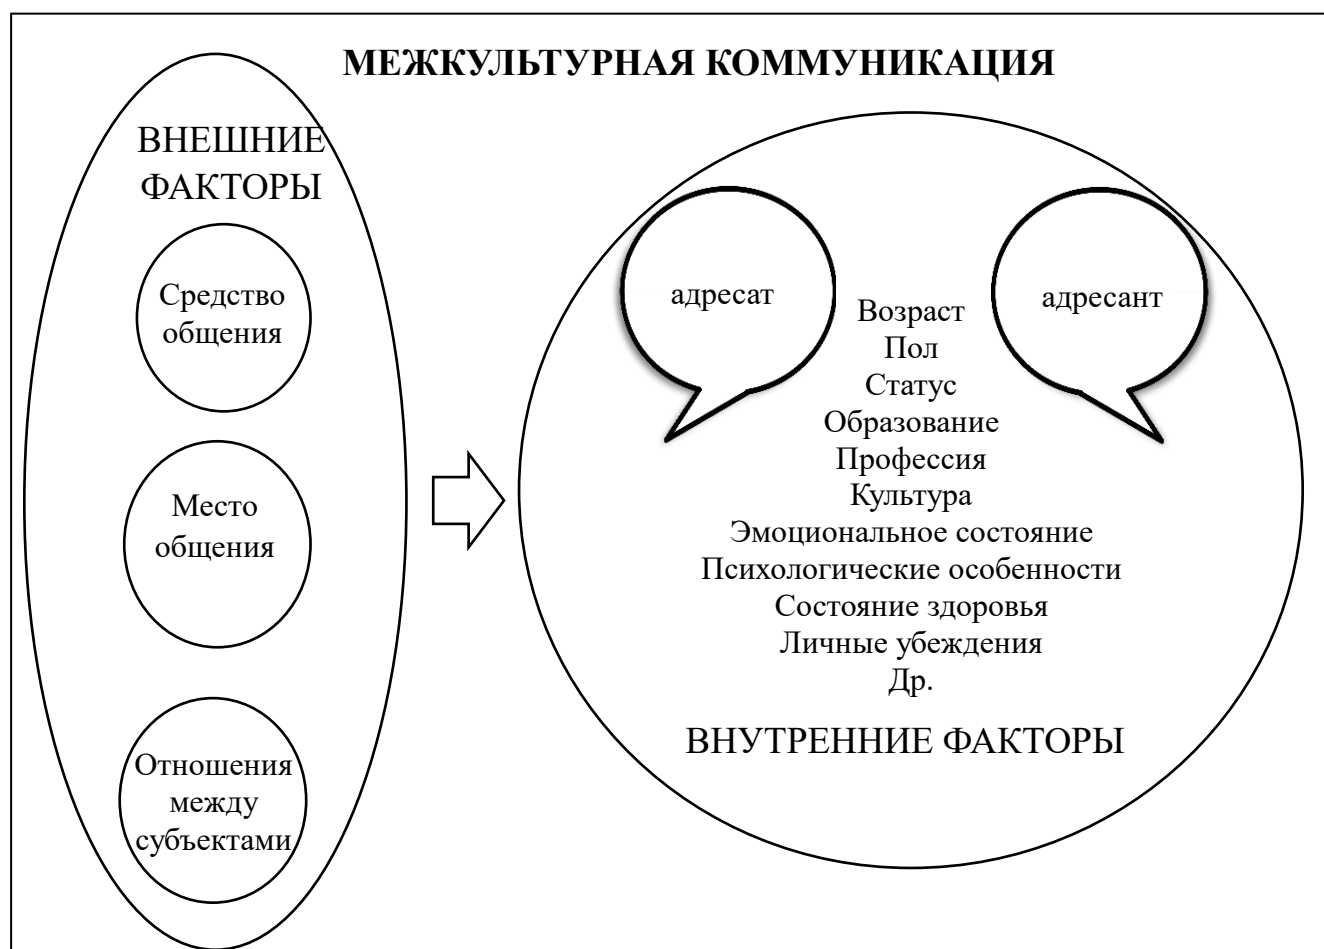 МЕЖКУЛЬТУРНАЯ КОММУНИКАЦИЯ
ВНЕШНИЕ
ФАКТОРЫ
Средство
общения
Место
общения
Отношения
между
субъектами
адресат
адресант
Возраст
Пол
Статус
Образование
Профессия
Культура
Эмоциональное состояние
Психологические особенности
Состояние здоровья
Личные убеждения
Др.
ВНУТРЕННИЕ ФАКТОРЫ